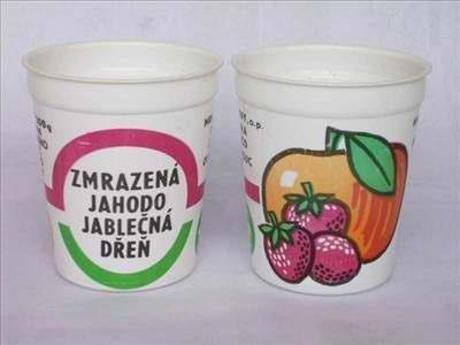 ZMRAZENÁ
JAHODO,
JABLEČNÁ
DŘEŇ